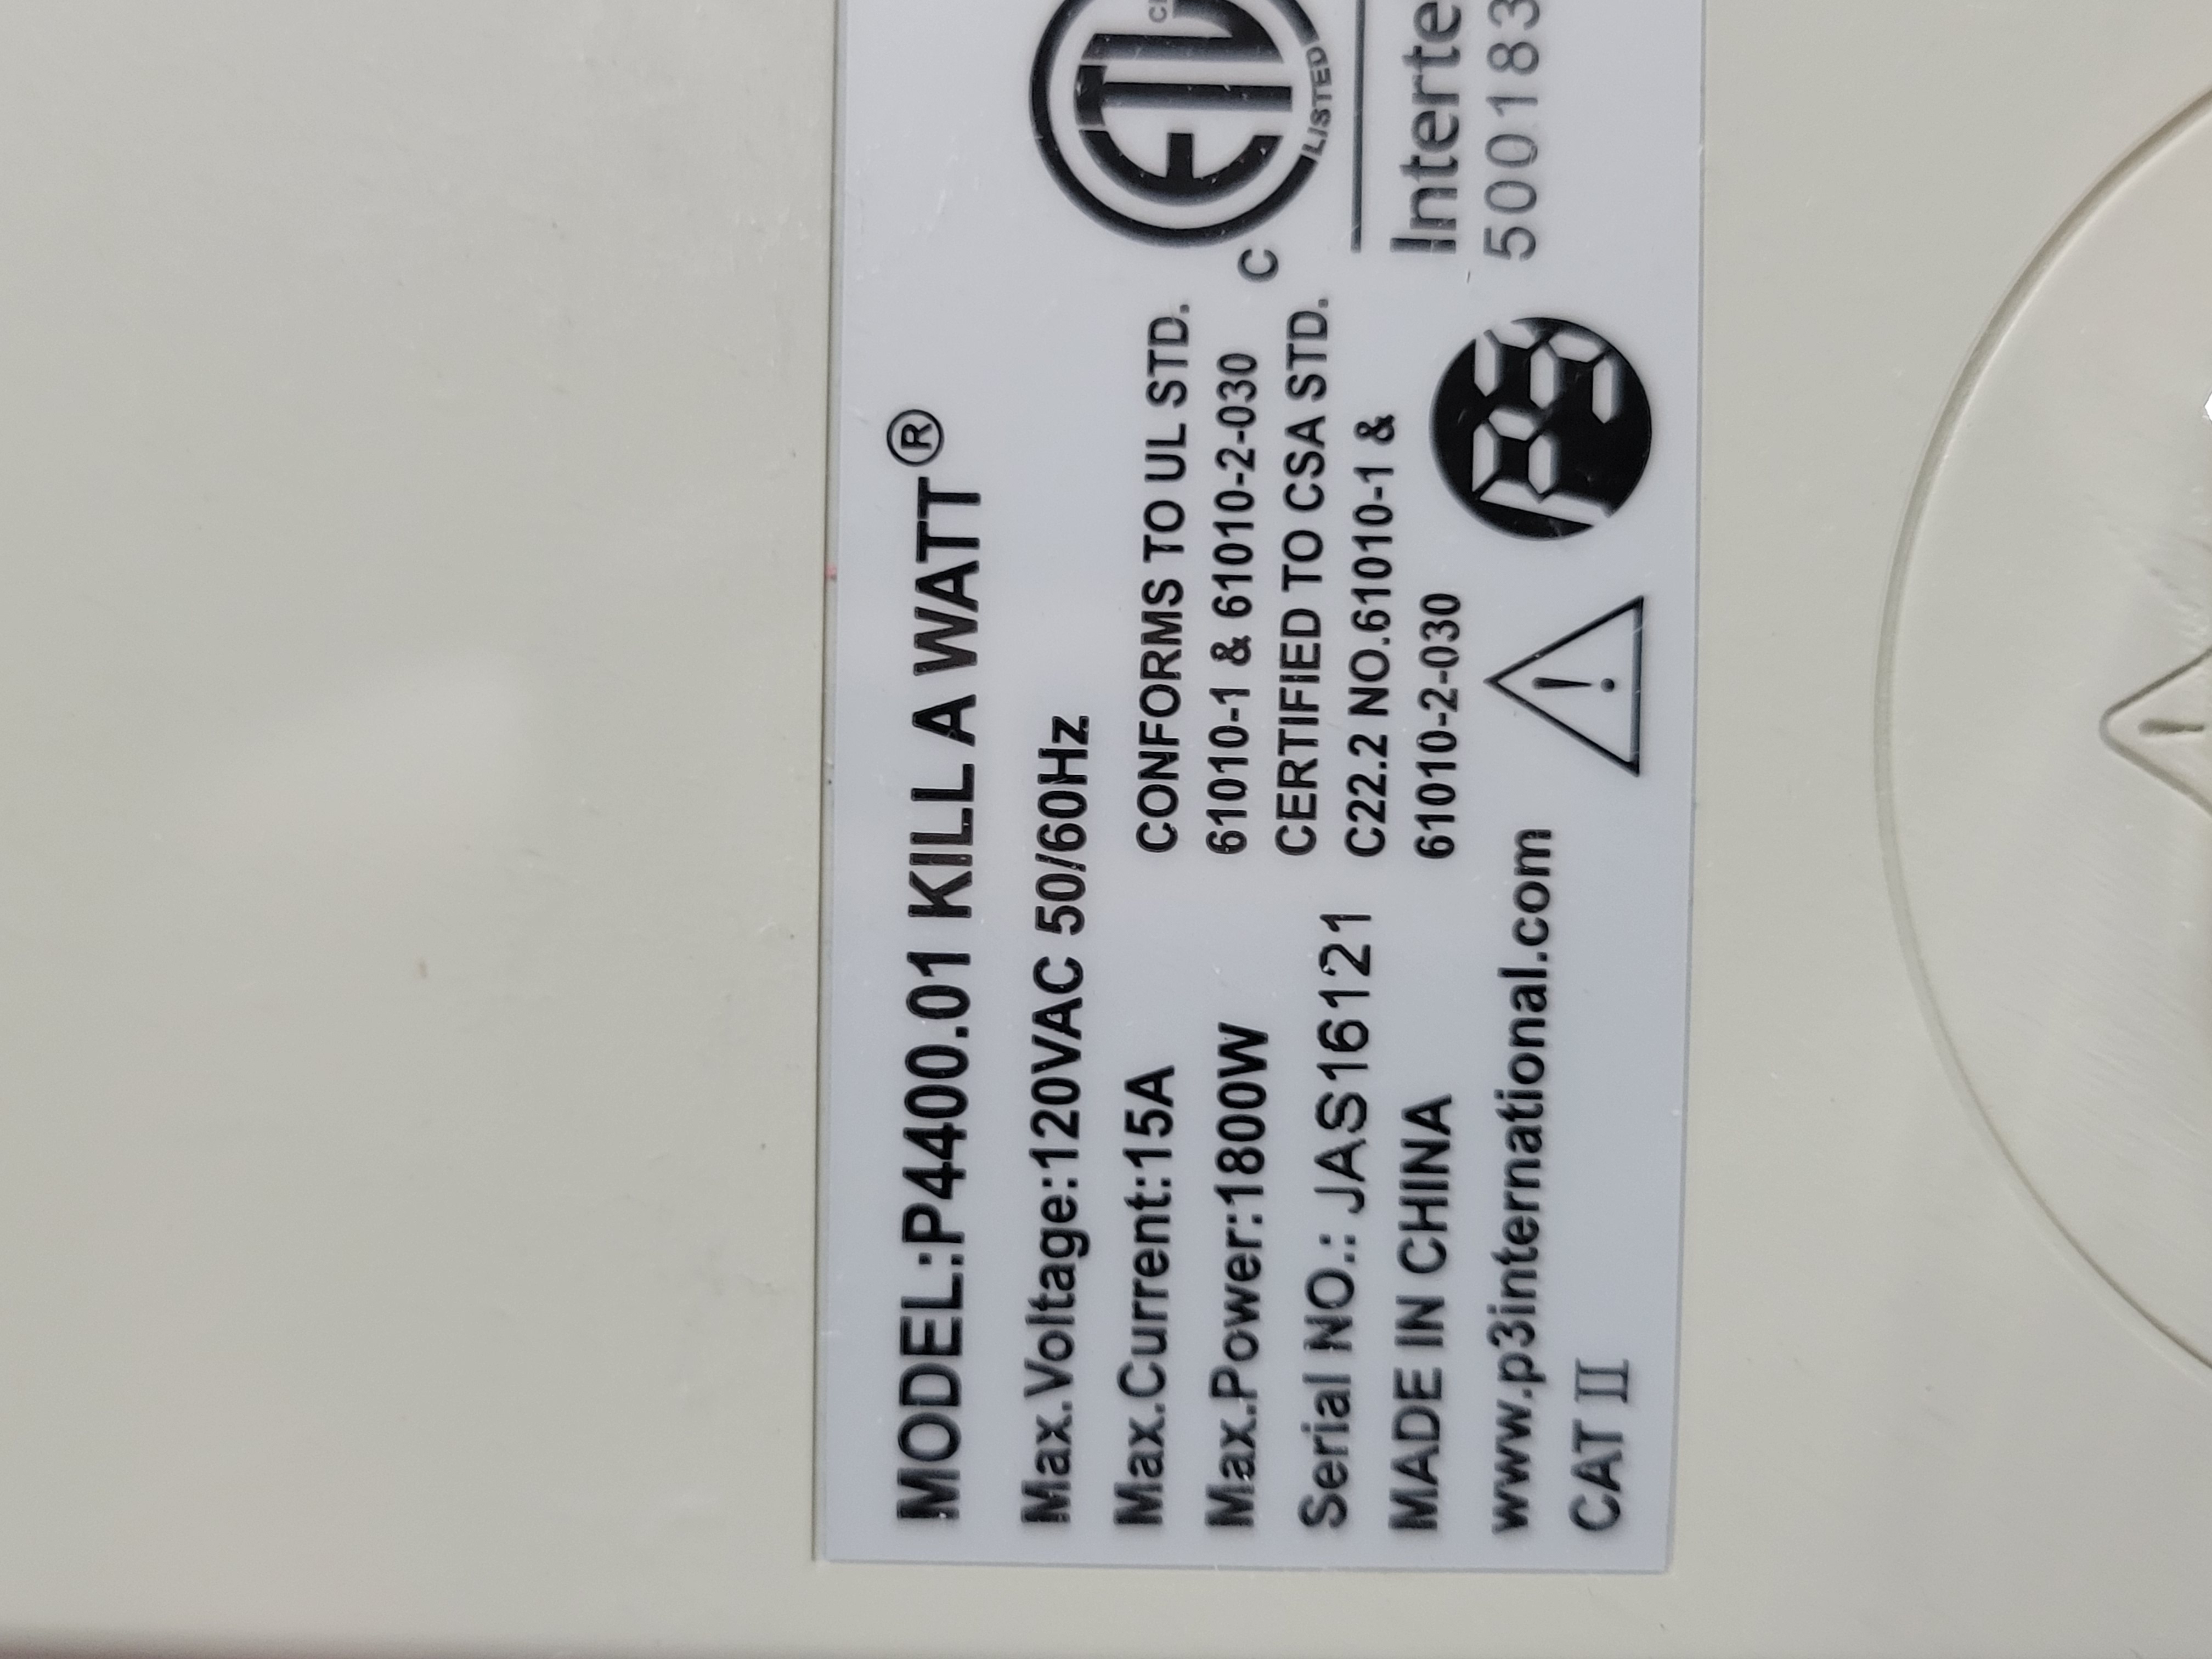 MODEL:P4400.01 KILL A WATT®
Max.Voltage:120VAC 50/60Hz
Max.Current:15A
Max.Power:1800W
Serial NO.: JAS16121
MADE IN CHINA
www.p3international.com
CAT II
CONFORMS TO UL STD.
61010-1 & 61010-2-030
CERTIFIED TO CSA STD.
C22.2 NO.61010-1 &
61010-2-030
P3
C
ETL
LISTED
Interte
500183